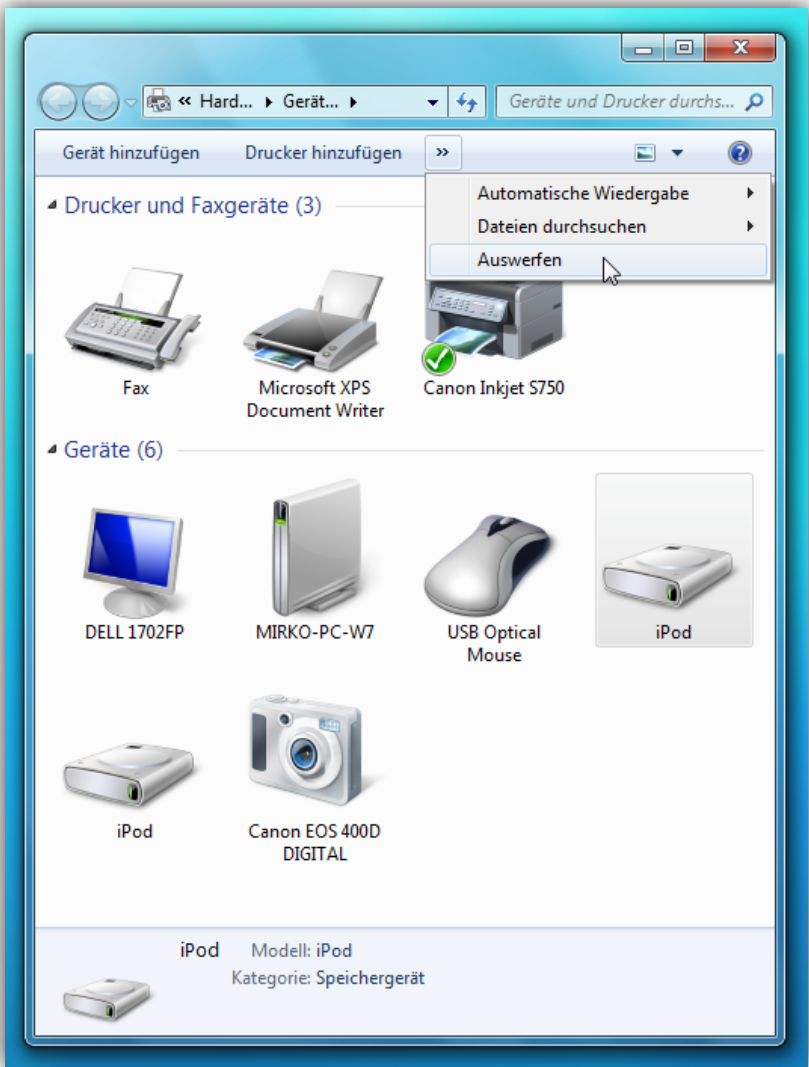 « Hard... Gerät...
Geräte und Drucker durchs...
Gerät hinzufügen Drucker hinzufügen »
Automatische Wiedergabe
Dateien durchsuchen
Auswerfen
Drucker und Faxgeräte (3)
Fax
Microsoft XPS
Document Writer
Canon Inkjet S750
Geräte (6)
DELL 1702FP
MIRKO-PC-W7
USB Optical
Mouse
iPod
iPod
Canon EOS 400D
DIGITAL
iPod Modell: iPod
Kategorie: Speichergerät